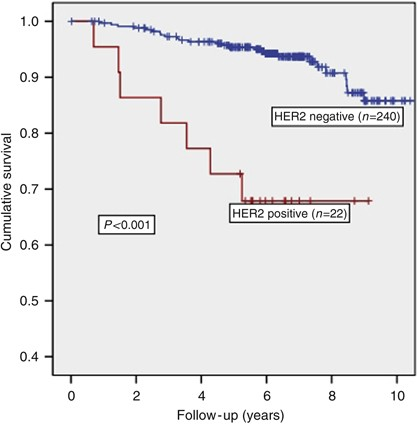 1.0
0.9
0.8
0.7
0.6
0.5
0.4
Cumulative survival
HER2 negative (n=240)
HER2 positive (n=22)
P<0.001
0 2 4 6 8 10
Follow-up (years)